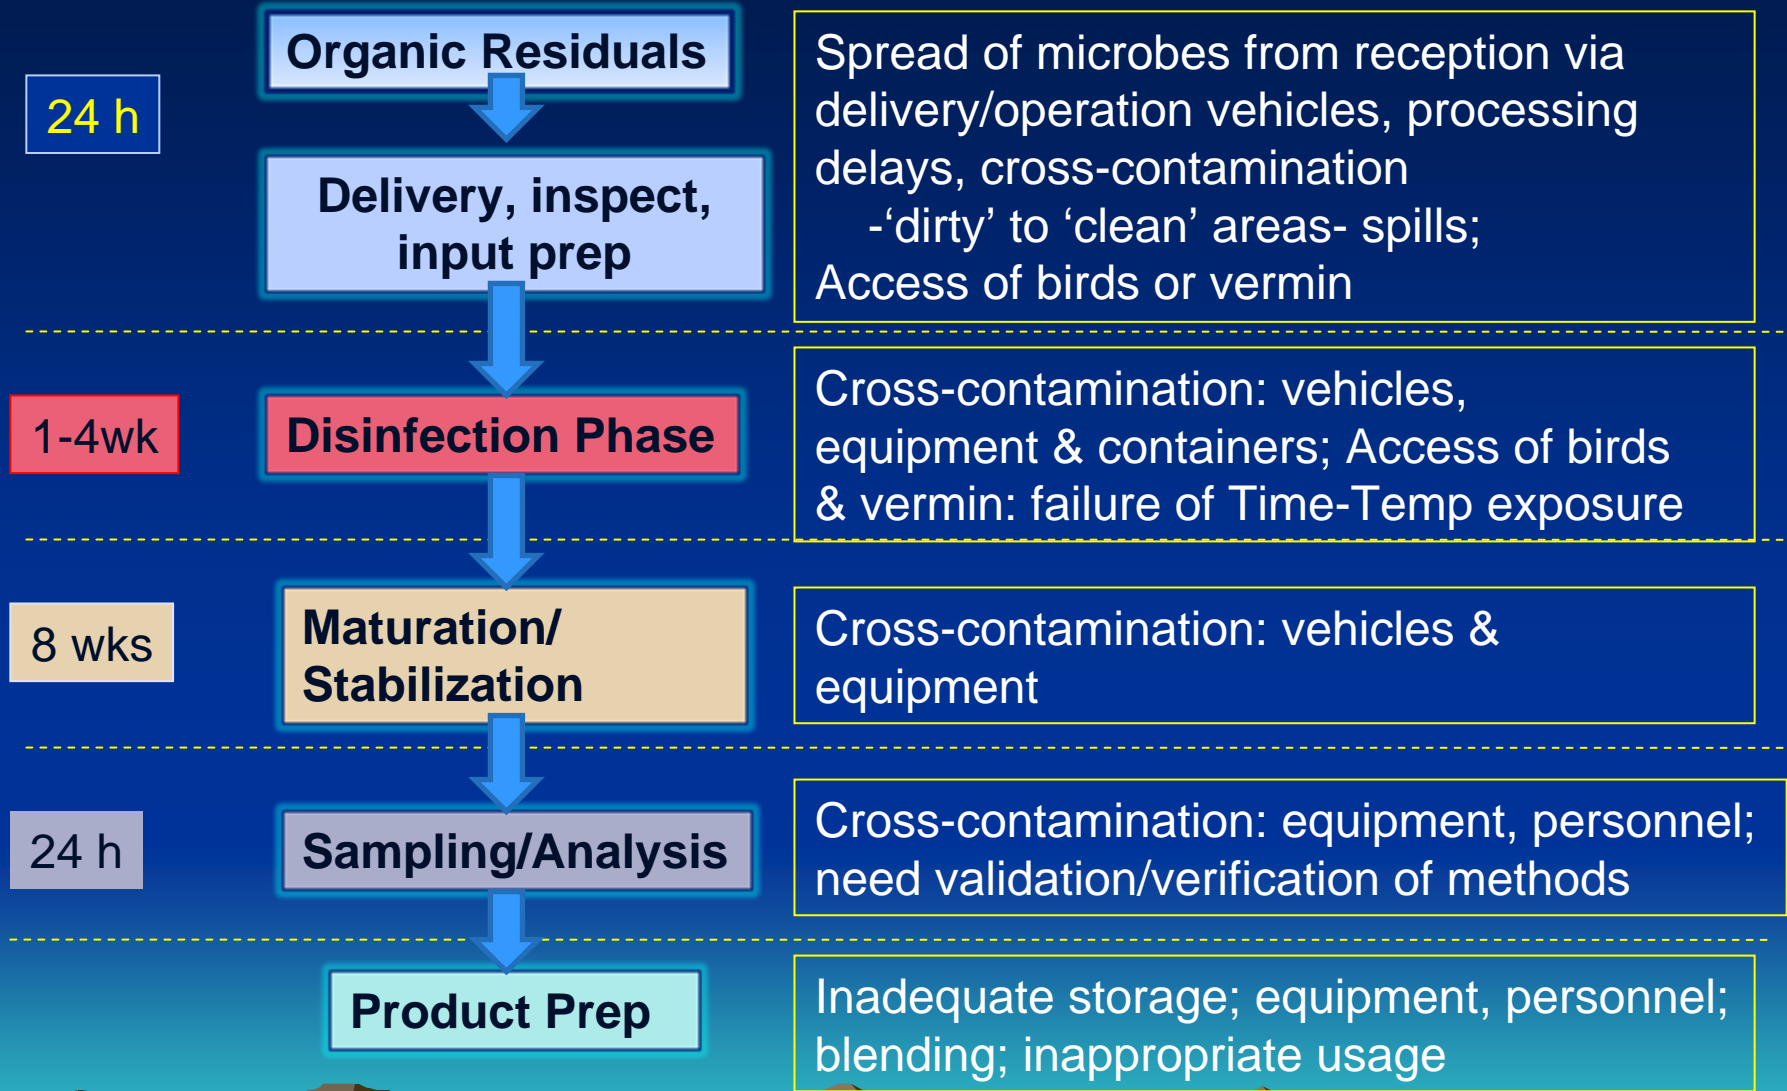 Organic Residuals
24 h
Delivery, inspect,
input prep
Spread of microbes from reception via
delivery/operation vehicles, processing
delays, cross-contamination
-‘dirty’ to ‘clean’ areas- spills;
Access of birds or vermin
1-4wk
Disinfection Phase
Cross-contamination: vehicles,
equipment & containers; Access of birds
& vermin: failure of Time-Temp exposure
8 wks
Maturation/
Stabilization
Cross-contamination: vehicles &
equipment
24 h
Sampling/Analysis
Cross-contamination: equipment, personnel;
need validation/verification of methods
Product Prep
Inadequate storage; equipment, personnel;
blending; inappropriate usage